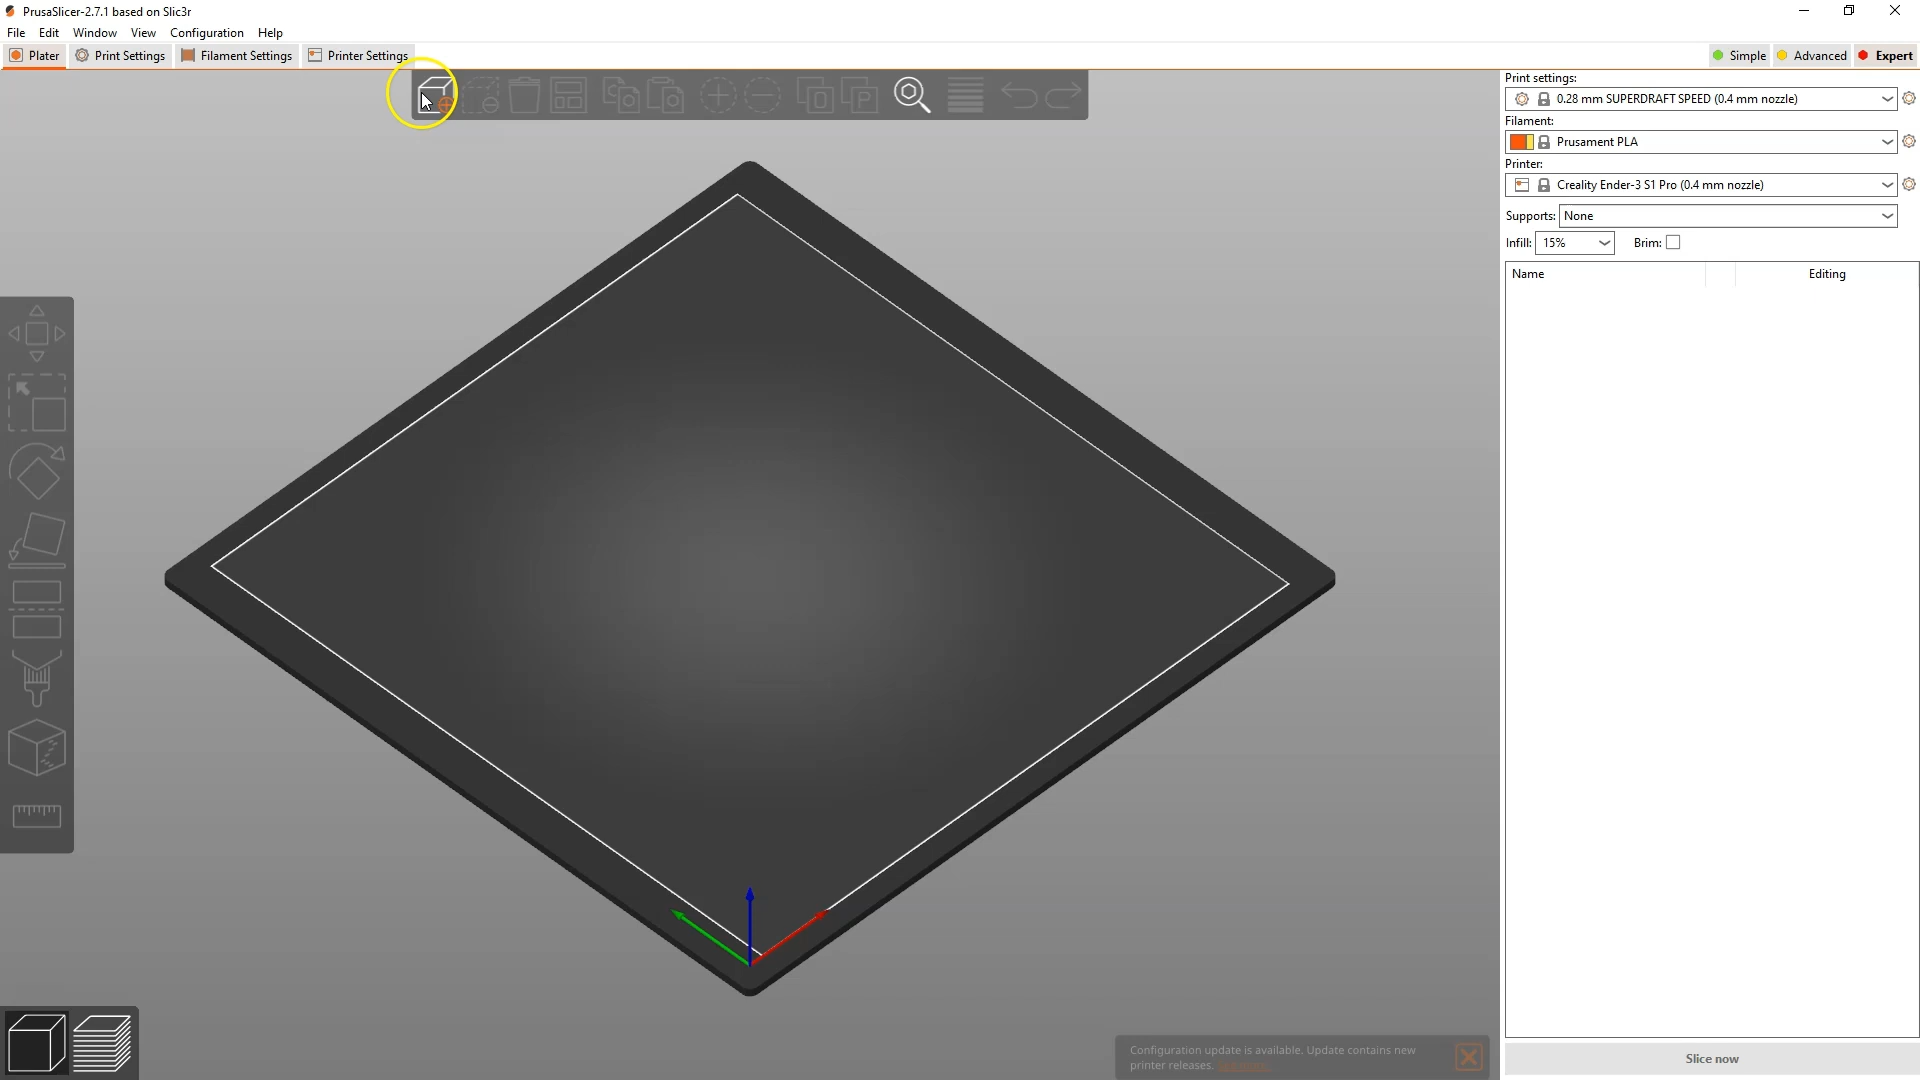 PrusaSlicer-2.7.1 based on Slic3r
File Edit Window View Configuration Help
Plater Print Settings Filament Settings Printer Settings Simple Advanced Expert
Print settings:
0.28 mm SUPERDRAFT SPEED (0.4 mm nozzle)
Filament:
Prusament PLA
Printer:
Creality Ender-3 S1 Pro (0.4 mm nozzle)
Supports: None
Infill: 15% Brim:
Name Editing
Configuration update is available. Update contains new
printer releases.
Slice now